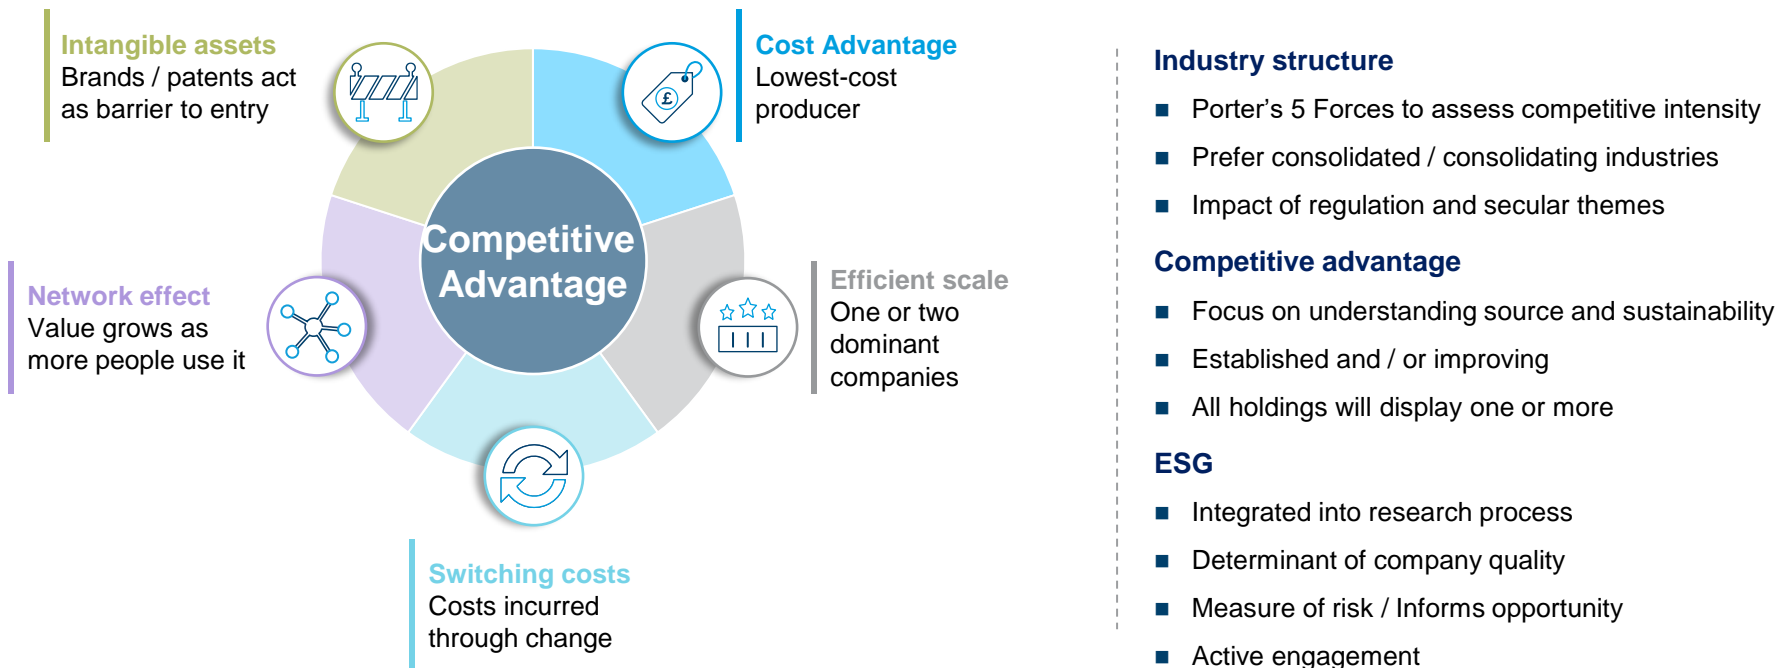 Intangible assets
Brands / patents act
as barrier to entry
Cost Advantage
Lowest-cost
producer
£
Competitive
Advantage
Network effect
Value grows as
more people use it
Efficient scale
One or two
dominant
companies
Switching costs
Costs incurred
through change
Industry structure
■ Porter’s 5 Forces to assess competitive intensity
■ Prefer consolidated / consolidating industries
■ Impact of regulation and secular themes
Competitive advantage
■ Focus on understanding source and sustainability
■ Established and / or improving
■ All holdings will display one or more
ESG
■ Integrated into research process
■ Determinant of company quality
■ Measure of risk / Informs opportunity
■ Active engagement